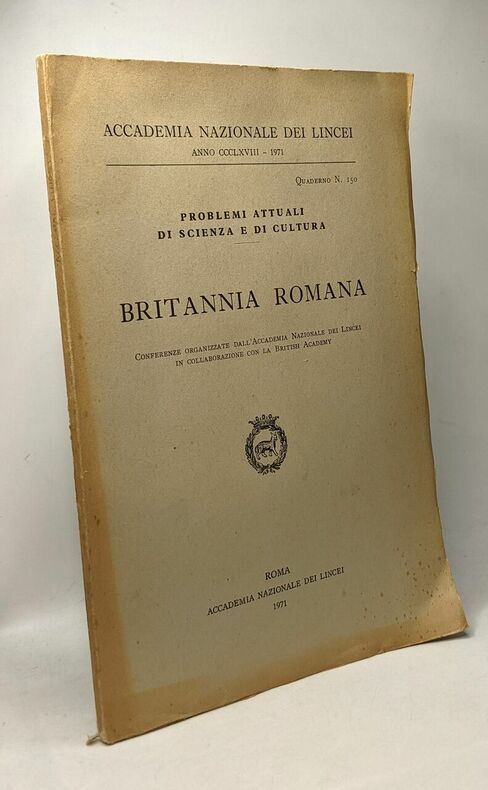 ACCADEMIA NAZIONALE DEI LINCEI
ANNO CCCLXVIII - 1971
QUADERNO N. 150
PROBLEMI ATTUALI
DI SCIENZA E DI CULTURA
BRITANNIA ROMANA
CONFERENZE ORGANIZZATE DALL'ACCADEMIA NAZIONALE DEI LINCEI
IN COLLABORAZIONE CON LA BRITISH ACADEMY
ROMA
ACCADEMIA NAZIONALE DEI LINCEI
1971